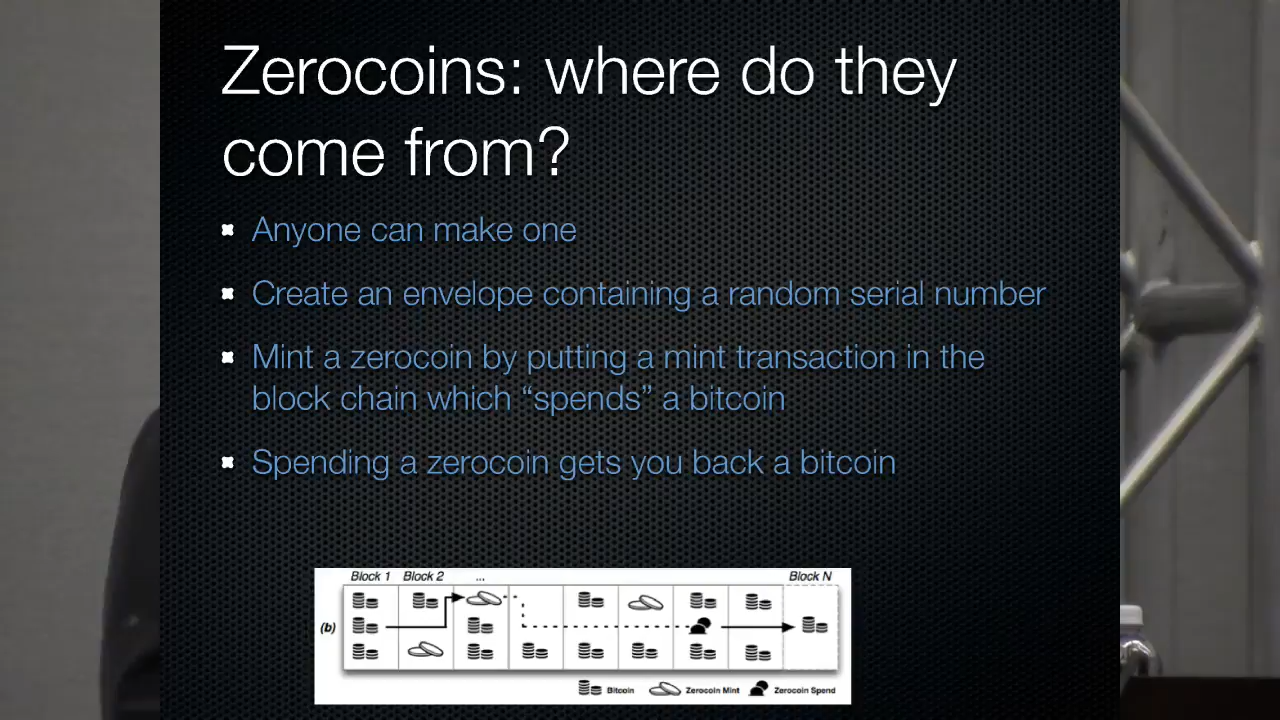 Zerocoins: where do they
come from?
Anyone can make one
Create an envelope containing a random serial number
Mint a zerocoin by putting a mint transaction in the
block chain which “spends” a bitcoin
Spending a zerocoin gets you back a bitcoin
Block 1 Block 2 ... Block N
(b)
Bitcoin Zerocoin Mint Zerocoin Spend